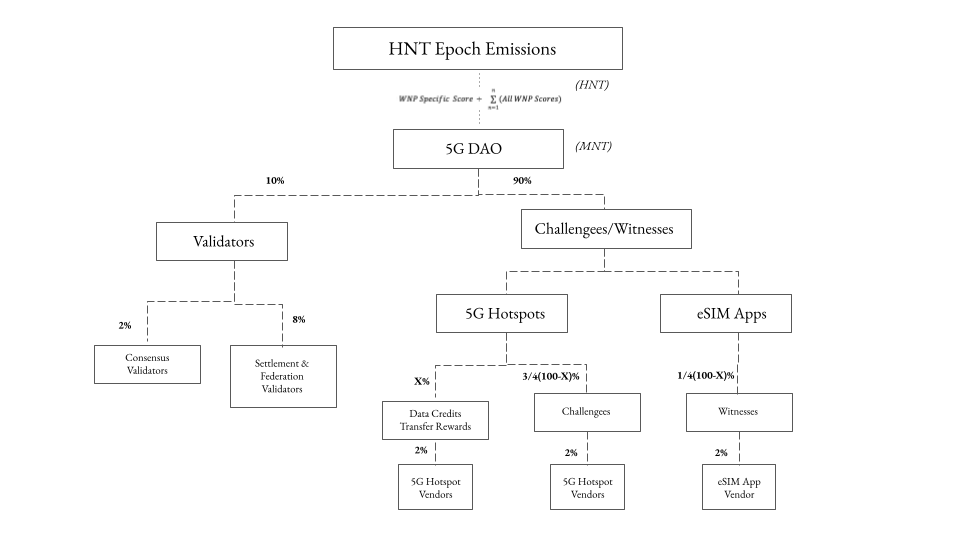 HNT Epoch Emissions
(HNT)
WNP Specific Score ÷ n∑n=1 (All WNP Scores)
5G DAO
(MNT)
10%
90%
Validators
Challengees/Witnesses
5G Hotspots
eSIM Apps
2%
8%
Consensus
Validators
Settlement &
Federation
Validators
X%
3/4(100-X)%
1/4(100-X)%
Data Credits
Transfer Rewards
Challengees
Witnesses
2%
2%
2%
5G Hotspot
Vendors
5G Hotspot
Vendors
eSIM App
Vendor